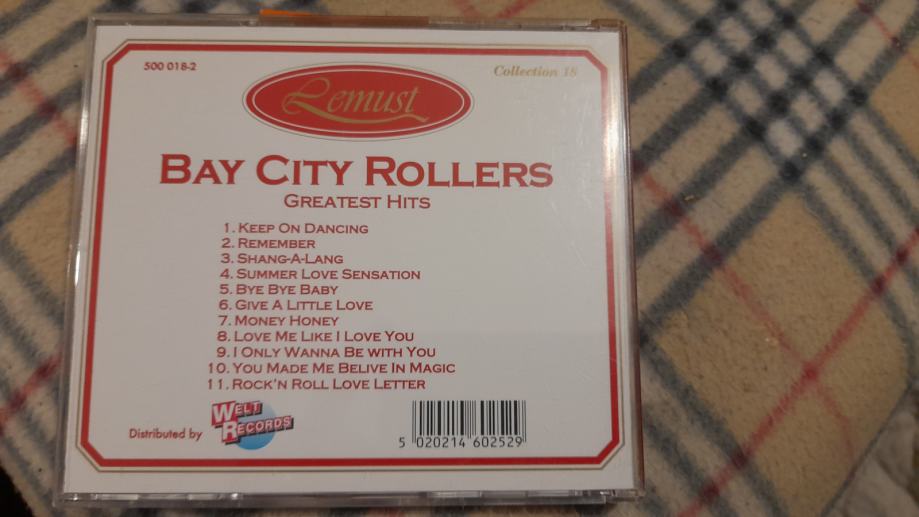 500 018-2
Collection 18
Lemust
BAY CITY ROLLERS
GREATEST HITS
1. KEEP ON DANCING
2. REMEMBER
3. SHANG-A-LANG
4. SUMMER LOVE SENSATION
5. BYE BYE BABY
6. GIVE A LITTLE LOVE
7. MONEY HONEY
8. LOVE ME LIKE I LOVE YOU
9. I ONLY WANNA BE WITH YOU
10. YOU MADE ME BELIVE IN MAGIC
11. ROCK'N ROLL LOVE LETTER
Distributed by
WELT
RECORDS
5 020214 602529